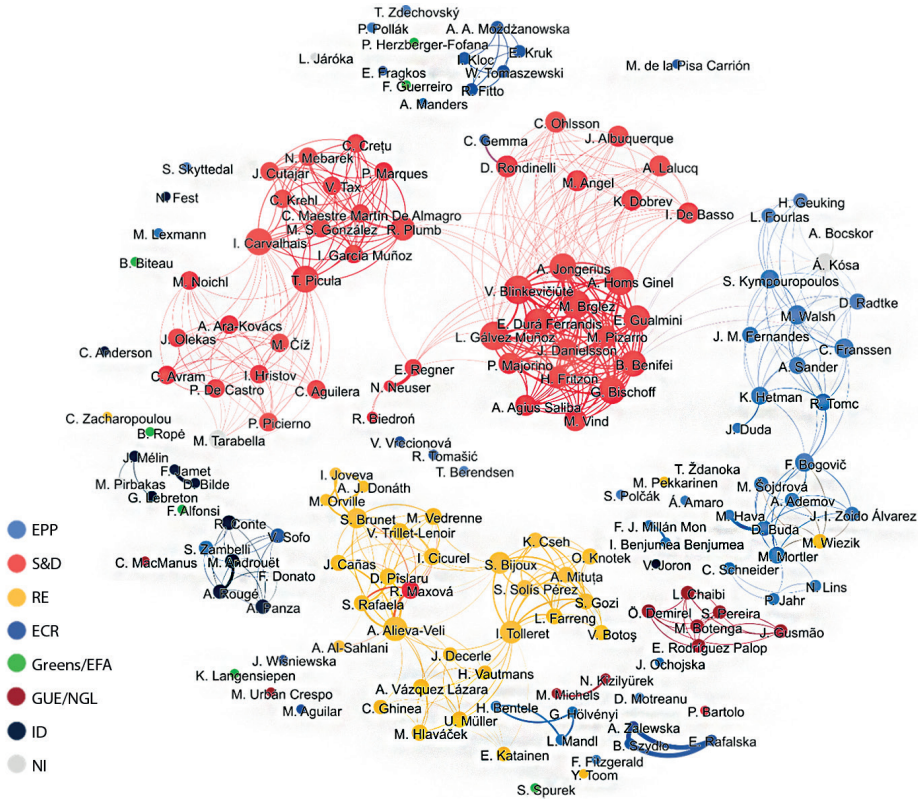 T. Zdechovský
P. Pollák
A. A. Mozdžanowska
P. Herzberger-Fofana
E. Kruk
L. Járóka
I. Kloc
M. de la Pisa Carrión
E. Fragkos
W. Tomaszewski
F. Guerreiro
R. Fitto
A. Manders
C. Ohlsson
C. Gemma
J. Albuquerque
C. Crețu
N. Mebarek
S. Skyttedal
J. Cutajar
P. Marques
D. Rondinelli
A. Lalucq
V. Tax
M. Angel
N. Fest
C. Krehl
K. Dobrev
H. Geuking
C. Maestre Martín De Almagro
I. De Basso
L. Fourlas
M. Lexmann
M. S. González
R. Plumb
A. Bocskor
I. Carvalhais
I. García Muñoz
B. Biteau
Á. Kósa
M. Noichl
T. Picula
A. Jongerius
A. Homs Ginel
S. Kympouropoulos
V. Blinkevičiūtė
D. Radtke
M. Brglez
M. Walsh
A. Ara-Kovács
E. Durá Ferrandis
E. Gualmini
J. Olekas
M. Číž
L. Gálvez Muñoz
M. Pizarro
J. M. Fernandes
C. Anderson
J. Danielsson
C. Franssen
P. Majorino
B. Benifei
A. Sander
C. Avram
I. Hristov
E. Regner
H. Fritzon
P. De Castro
C. Aguilera
N. Neuser
G. Bischoff
K. Hetman
R. Tomc
A. Agius Saliba
C. Zacharopoulou
P. Picierno
R. Biedroń
M. Vind
J. Duda
B. Ropé
M. Tarabella
V. Vrecionová
J. Mélin
R. Tomašić
F. Jamet
T. Berendsen
T. Ždanoka
F. Bogovič
M. Pirbakas
D. Bilde
I. Joveva
M. Pekkarinen
M. Sojdrová
G. Lebreton
A. J. Donáth
S. Polčák
Á. Amaro
A. Ademov
F. Alfonsi
M. Orville
R. Conte
S. Brunet
M. Vedrenne
M. Hava
J. I. Zoido Álvarez
EPP
V. Trillet-Lenoir
F. J. Millán Mon
D. Buda
V. Sofo
K. Cseh
I. Benjumea Benjumea
M. Wiezik
S. Zambelli
I. Cicurel
S. Bijoux
O. Knotek
M. Mortler
S&D
C. MacManus
M. Androuët
J. Cañas
V. Joron
C. Schneider
F. Donato
D. Pîslaru
A. Mituța
R. Maxová
S. Solís Pérez
N. Lins
RE
A. Rougé
L. Chaibi
A. Panza
S. Rafaela
S. Gozi
P. Jahr
Ö. Demirel
S. Pereira
L. Farreng
ECR
A. Alieva-Veli
I. Tolleret
V. Botoş
M. Botenga
J. Gusmão
A. Al-Sahlani
E. Rodríguez Palop
Greens/EFA
J. Wiśniewska
J. Decerle
J. Ochojska
K. Langensiepen
H. Vautmans
N. Kizilyürek
GUE/NGL
M. Urbán Crespo
A. Vázquez Lázara
M. Michels
D. Motreanu
M. Aguilar
C. Ghinea
H. Bentele
G. Hölvényi
P. Bartolo
ID
U. Müller
A. Zalewska
M. Hlaváček
L. Mandl
B. Szydło
E. Rafalska
NI
E. Katainen
F. Fitzgerald
Y. Toom
S. Spurek